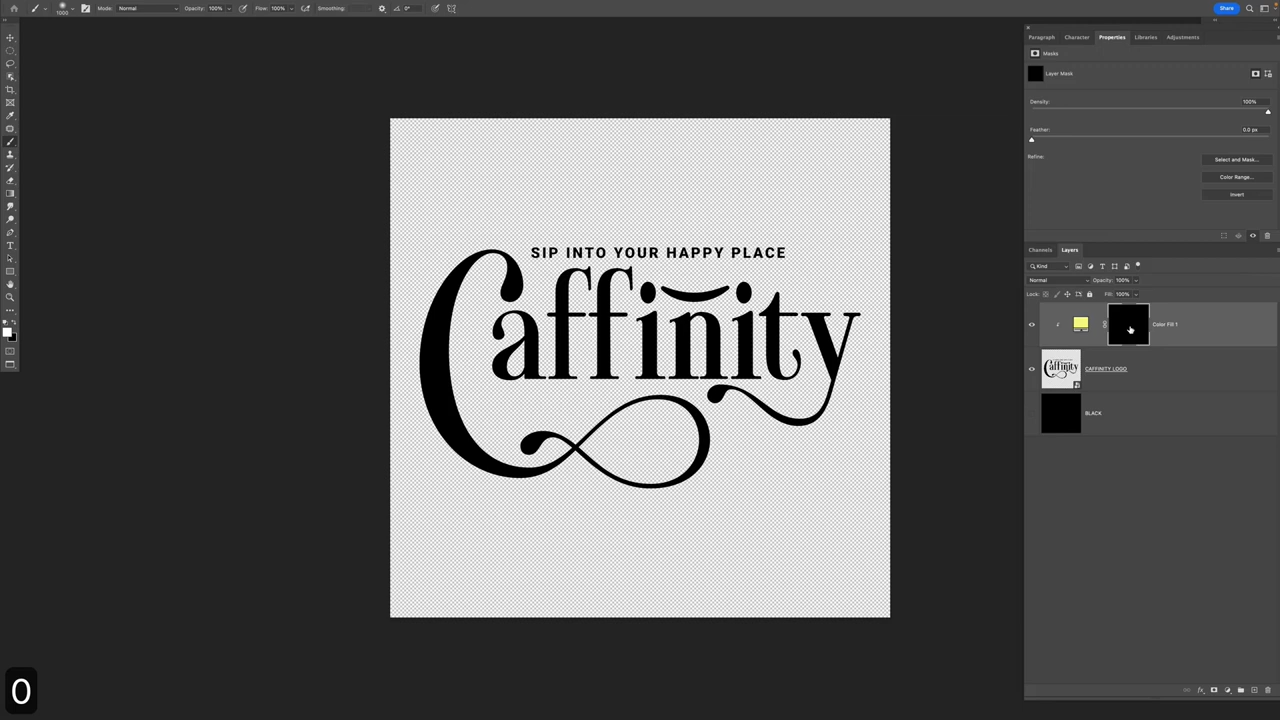 1000 Mode: Normal Opacity: 100% Flow: 100% Smoothing: 0° Share
Paragraph Character Properties Libraries Adjustments
Masks
Layer Mask
Density: 100%
Feather: 0.0 px
Refine:
Select and Mask...
Color Range...
Invert
Channels Layers
Kind
Normal Opacity: 100%
Lock: Fill: 100%
Color Fill 1
CAFFINITY LOGO
BLACK
SIP INTO YOUR HAPPY PLACE
Caffinity
0